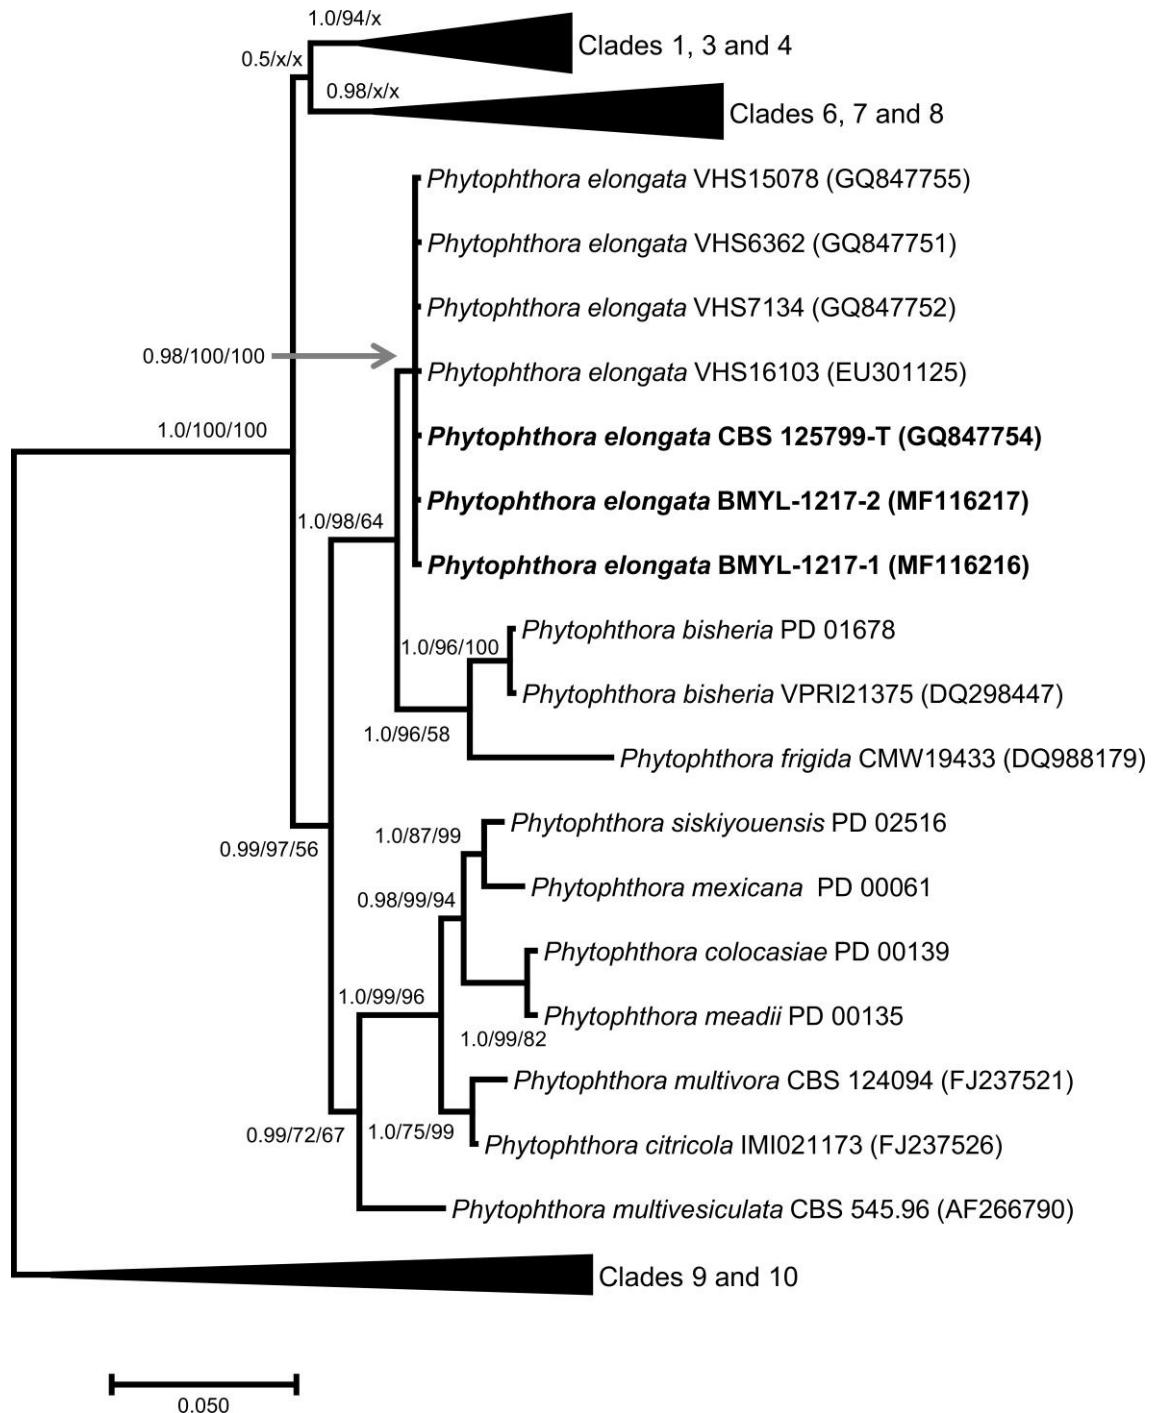 1.0/94/x
Clades 1, 3 and 4
0.5/x/x
0.98/x/x
Clades 6, 7 and 8
Phytophthora elongata VHS15078 (GQ847755)
Phytophthora elongata VHS6362 (GQ847751)
Phytophthora elongata VHS7134 (GQ847752)
0.98/100/100
Phytophthora elongata VHS16103 (EU301125)
1.0/100/100
Phytophthora elongata CBS 125799-T (GQ847754)
Phytophthora elongata BMYL-1217-2 (MF116217)
1.0/98/64
Phytophthora elongata BMYL-1217-1 (MF116216)
Phytophthora bisheria PD 01678
1.0/96/100
Phytophthora bisheria VPRI21375 (DQ298447)
1.0/96/58
Phytophthora frigida CMW19433 (DQ988179)
Phytophthora siskiyouensis PD 02516
1.0/87/99
0.99/97/56
Phytophthora mexicana PD 00061
0.98/99/94
Phytophthora colocasiae PD 00139
1.0/99/96
Phytophthora meadii PD 00135
1.0/99/82
Phytophthora multivora CBS 124094 (FJ237521)
0.99/72/67
1.0/75/99
Phytophthora citricola IMI021173 (FJ237526)
Phytophthora multivesiculata CBS 545.96 (AF266790)
Clades 9 and 10
0.050